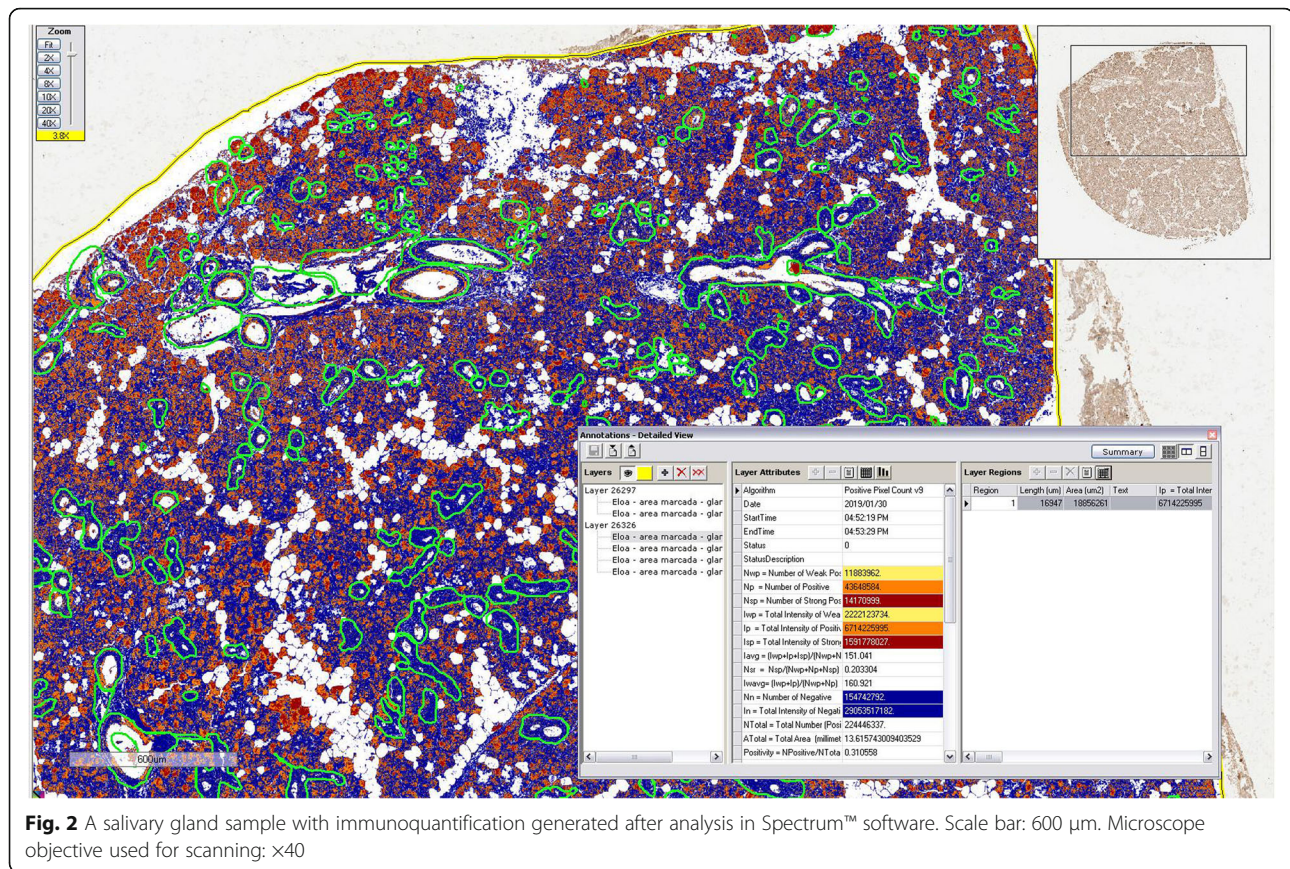 Zoom
Fit
2X
4X
8X
10X
20X
40X
3.8X
600um
Annotations - Detailed View
Summary
Layers
Layer Attributes
Layer Regions
Layer 26297
Eloa - area marcada - glar
Eloa - area marcada - glar
Layer 26326
Eloa - area marcada - glar
Eloa - area marcada - glar
Eloa - area marcada - glar
Eloa - area marcada - glar
Algorithm Positive Pixel Count v9
Date 2019/01/30
StartTime 04:52:19 PM
EndTime 04:53:29 PM
Status 0
StatusDescription
Nwp = Number of Weak Pos 11883962.
Np = Number of Positive 43648584.
Nsp = Number of Strong Pos 14170999.
Iwp = Total Intensity of Wea 2222123734.
Ip = Total Intensity of Positiv 6714225995.
Isp = Total Intensity of Strong 1591778027.
Iavg = (Iwp+Ip+Isp)/(Nwp+N 151.041
Nsr = Nsp/(Nwp+Np+Nsp) 0.203304
Iwavg= (Iwp+Ip)/(Nwp+Np) 160.921
Nn = Number of Negative 154742792.
In = Total Intensity of Negati 29053517182.
NTotal = Total Number (Posi 224446337.
ATotal = Total Area (millimet 13.615743009403529
Positivity = NPositive/NTota 0.310558
Region Length (um) Area (um2) Text Ip = Total Inter
1 16947 18856261 6714225995
Fig. 2 A salivary gland sample with immunoquantification generated after analysis in Spectrum™ software. Scale bar: 600 μm. Microscope
objective used for scanning: ×40